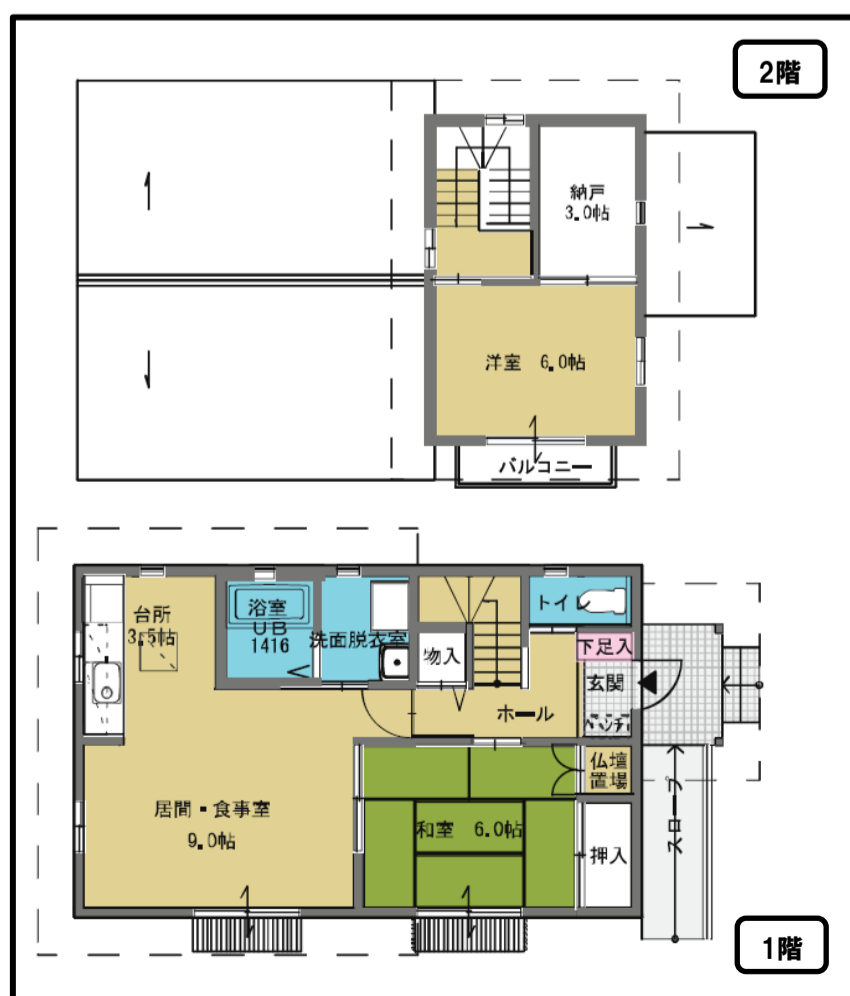 2階
納戸
3.0帖
洋室 6.0帖
バルコニー
台所
3.5帖
浴室
UB
1416
洗面脱衣室
物入
トイレ
下足入
玄関
ベンチ
ホール
仏壇
置場
居間・食事室
9.0帖
和室 6.0帖
押入
スロープ
1階